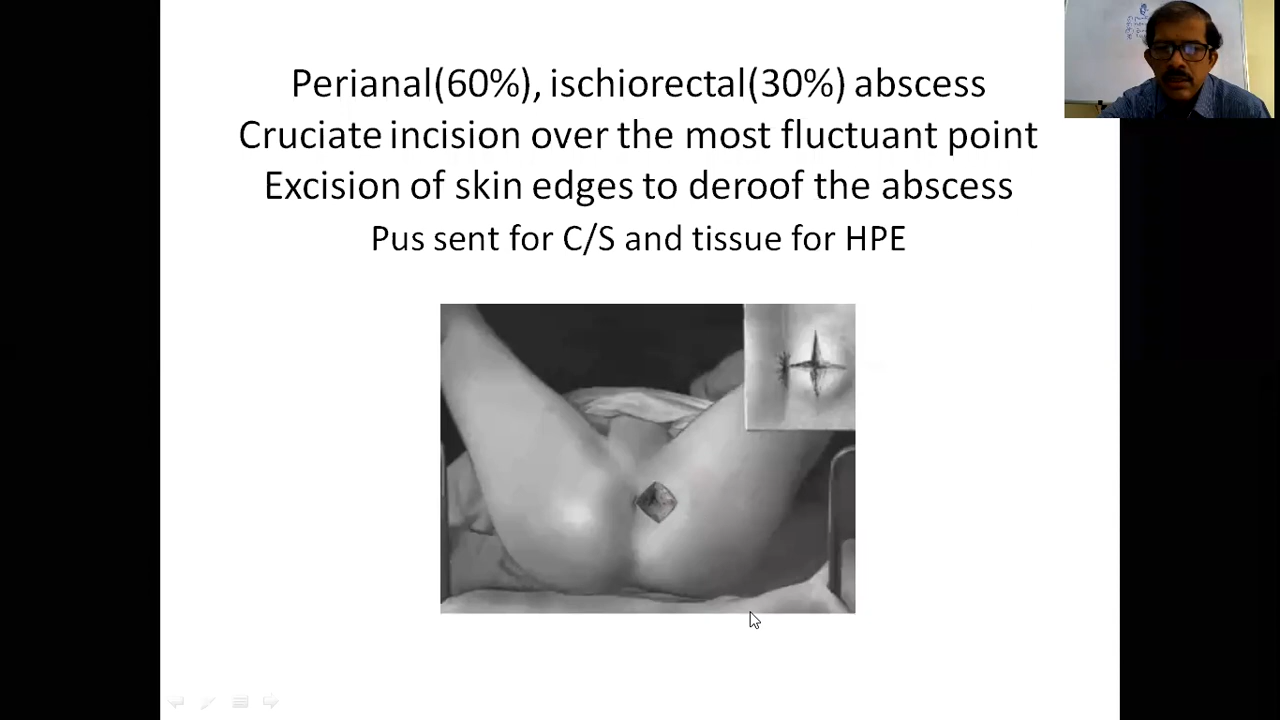 Perianal(60%), ischiorectal(30%) abscess
Cruciate incision over the most fluctuant point
Excision of skin edges to deroof the abscess
Pus sent for C/S and tissue for HPE